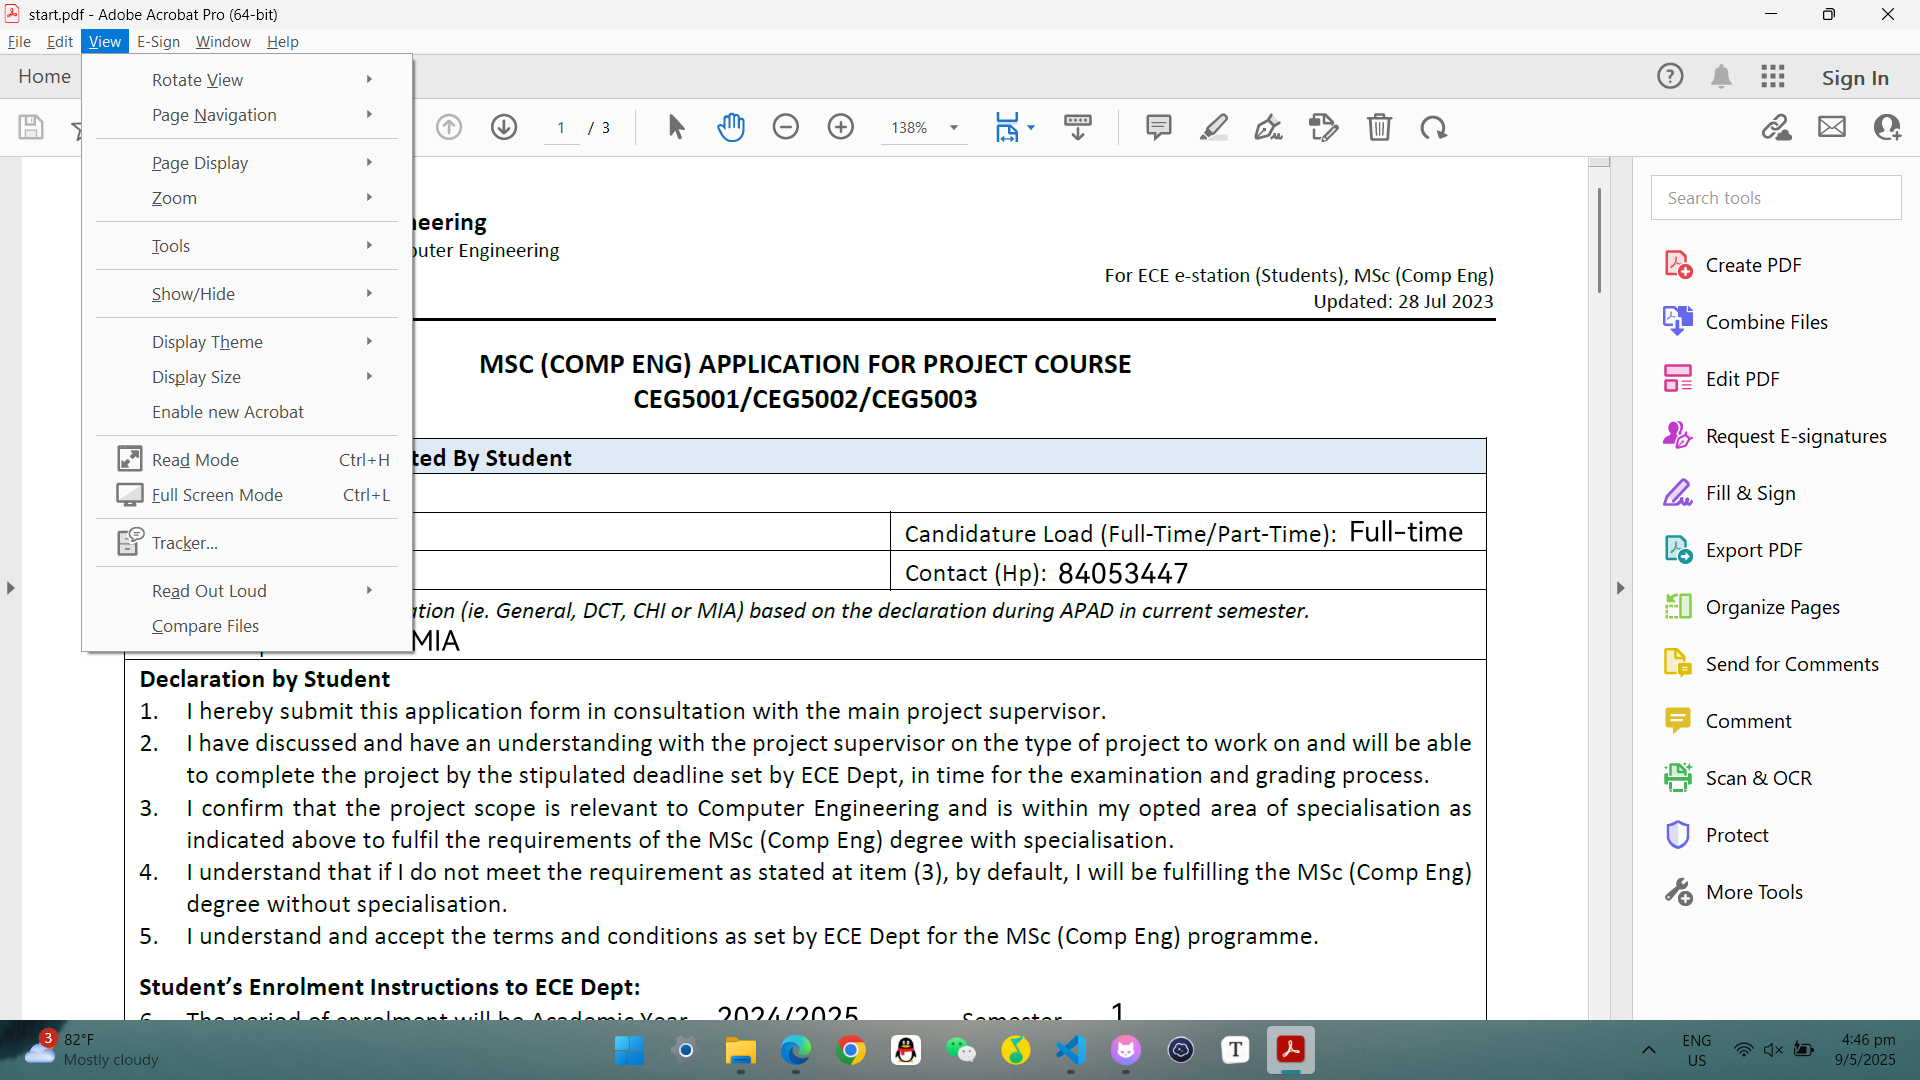 start.pdf - Adobe Acrobat Pro (64-bit)
File Edit View E-Sign Window Help
Home
Sign In
1 / 3
138%
Rotate View
Page Navigation
Page Display
Zoom
Tools
Show/Hide
Display Theme
Display Size
Enable new Acrobat
Read Mode Ctrl+H
Full Screen Mode Ctrl+L
Tracker...
Read Out Loud
Compare Files
neering
puter Engineering
For ECE e-station (Students), MSc (Comp Eng)
Updated: 28 Jul 2023
MSC (COMP ENG) APPLICATION FOR PROJECT COURSE
CEG5001/CEG5002/CEG5003
ted By Student
Candidature Load (Full-Time/Part-Time): Full-time
Contact (Hp): 84053447
ation (ie. General, DCT, CHI or MIA) based on the declaration during APAD in current semester.
MIA
Declaration by Student
1. I hereby submit this application form in consultation with the main project supervisor.
2. I have discussed and have an understanding with the project supervisor on the type of project to work on and will be able
to complete the project by the stipulated deadline set by ECE Dept, in time for the examination and grading process.
3. I confirm that the project scope is relevant to Computer Engineering and is within my opted area of specialisation as
indicated above to fulfil the requirements of the MSc (Comp Eng) degree with specialisation.
4. I understand that if I do not meet the requirement as stated at item (3), by default, I will be fulfilling the MSc (Comp Eng)
degree without specialisation.
5. I understand and accept the terms and conditions as set by ECE Dept for the MSc (Comp Eng) programme.
Student's Enrolment Instructions to ECE Dept:
6. The period of enrolment will be Academic Year 2024/2025 Semester 1
Search tools
Create PDF
Combine Files
Edit PDF
Request E-signatures
Fill & Sign
Export PDF
Organize Pages
Send for Comments
Comment
Scan & OCR
Protect
More Tools
3
82°F
Mostly cloudy
T
ENG
US
4:46 pm
9/5/2025